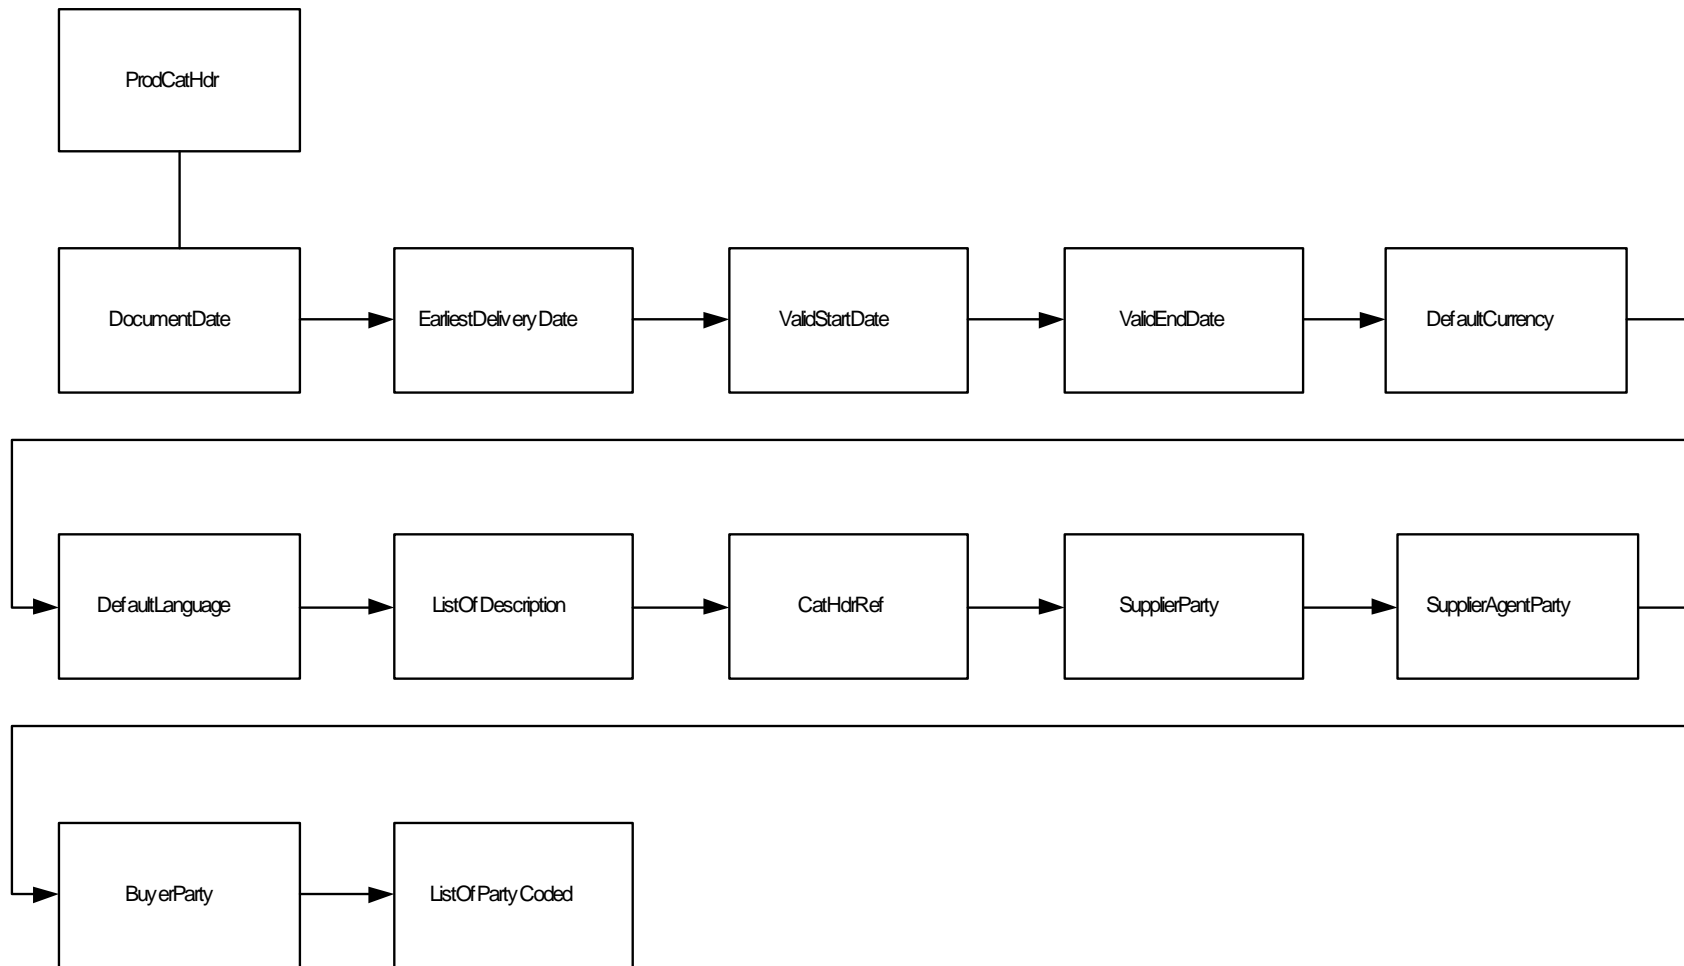 ProdCatHdr
DocumentDate
EarliestDeliveryDate
ValidStartDate
ValidEndDate
DefaultCurrency
DefaultLanguage
ListOfDescription
CatHdrRef
SupplierParty
SupplierAgentParty
BuyerParty
ListOfPartyCoded